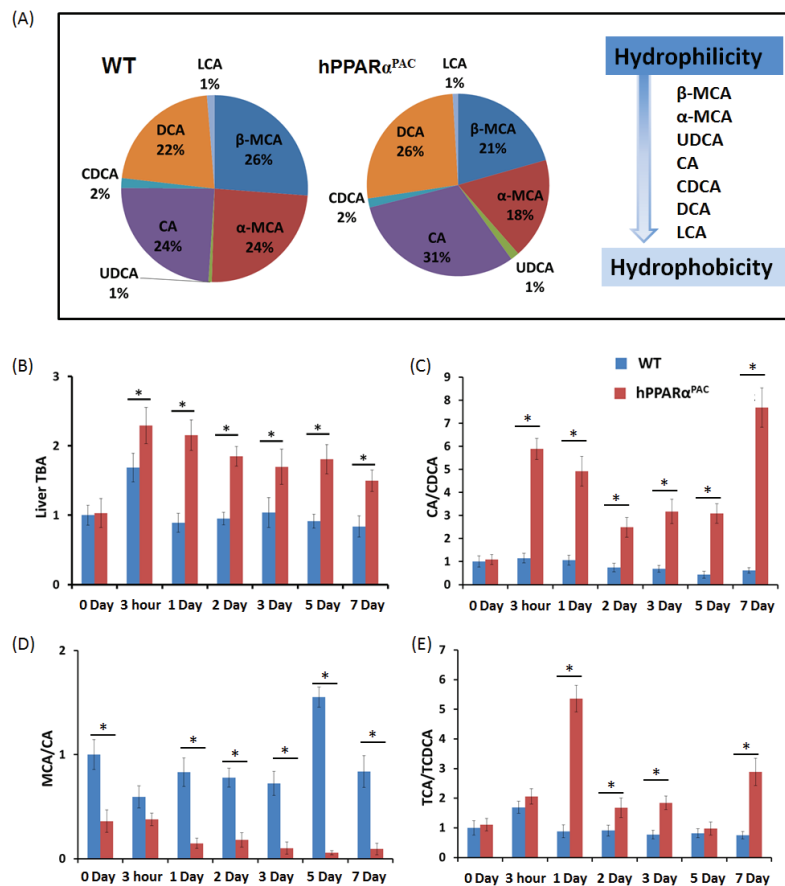 (A)
WT
LCA
1%
β-MCA
26%
α-MCA
24%
UDCA
1%
CA
24%
CDCA
2%
DCA
22%
hPPARα^PAC
LCA
1%
β-MCA
21%
α-MCA
18%
UDCA
1%
CA
31%
CDCA
2%
DCA
26%
Hydrophilicity
β-MCA
α-MCA
UDCA
CA
CDCA
DCA
LCA
Hydrophobicity
(B)
Liver TBA
3
2
1
0
* * * * * *
0 Day 3 hour 1 Day 2 Day 3 Day 5 Day 7 Day
(C)
WT
hPPARα^PAC
CA/CDCA
9
8
7
6
5
4
3
2
1
0
* * * * * *
0 Day 3 hour 1 Day 2 Day 3 Day 5 Day 7 Day
(D)
MCA/CA
2
1
0
* * * * * *
0 Day 3 hour 1 Day 2 Day 3 Day 5 Day 7 Day
(E)
TCA/TCDCA
7
6
5
4
3
2
1
0
* * * *
0 Day 3 hour 1 Day 2 Day 3 Day 5 Day 7 Day